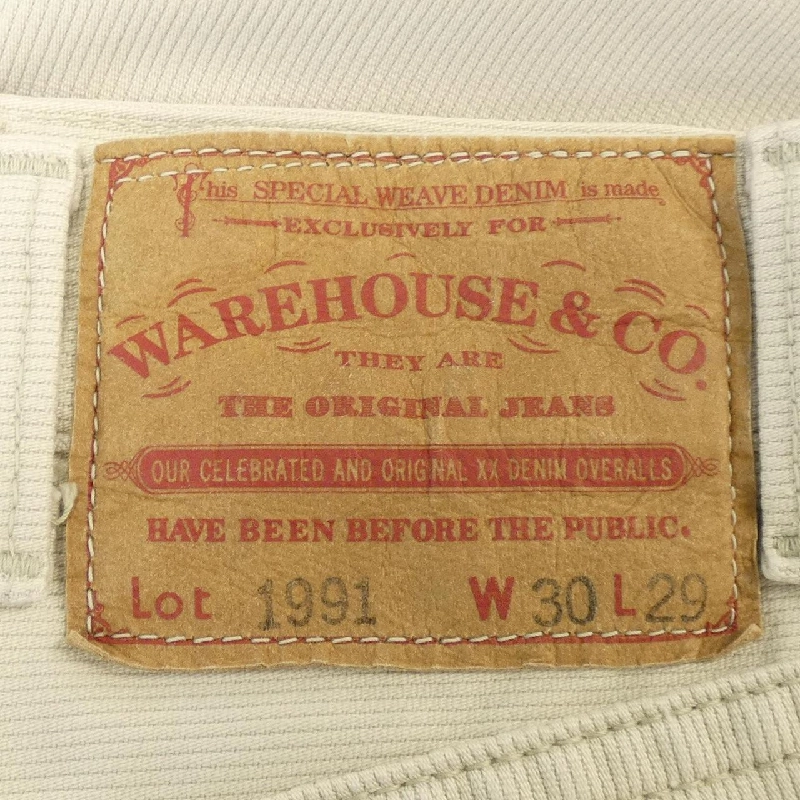 This SPECIAL WEAVE DENIM is made
EXCLUSIVELY FOR
WAREHOUSE & CO.
THEY ARE
THE ORIGINAL JEANS
OUR CELEBRATED AND ORIGINAL XX DENIM OVERALLS
HAVE BEEN BEFORE THE PUBLIC.
Lot 1991 W 30 L 29